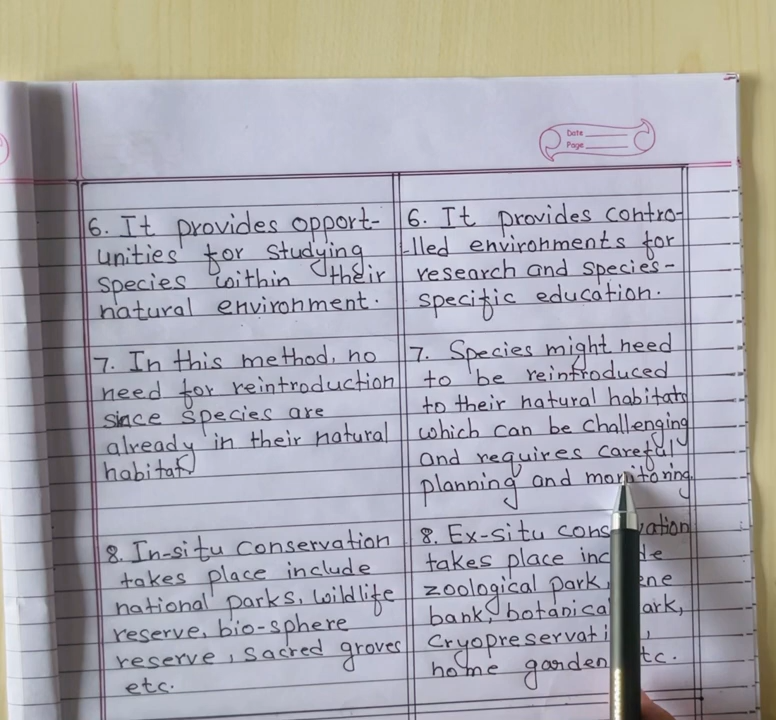 Date
Page
6. It provides opport-
unities for studying
species within their
natural environment.
6. It provides contro-
-lled environments for
research and species-
specific education.
7. In this method, no
need for reintroduction
since species are
already in their natural
habitat.
7. Species might need
to be reintroduced
to their natural habitats
which can be challenging
and requires careful
planning and monitoring.
8. In-situ conservation
takes place include
national parks, wildlife
reserve, bio-sphere
reserve, sacred groves
etc.
8. Ex-situ
takes place
zoological park,
bank, 
cryopreservati
home garden